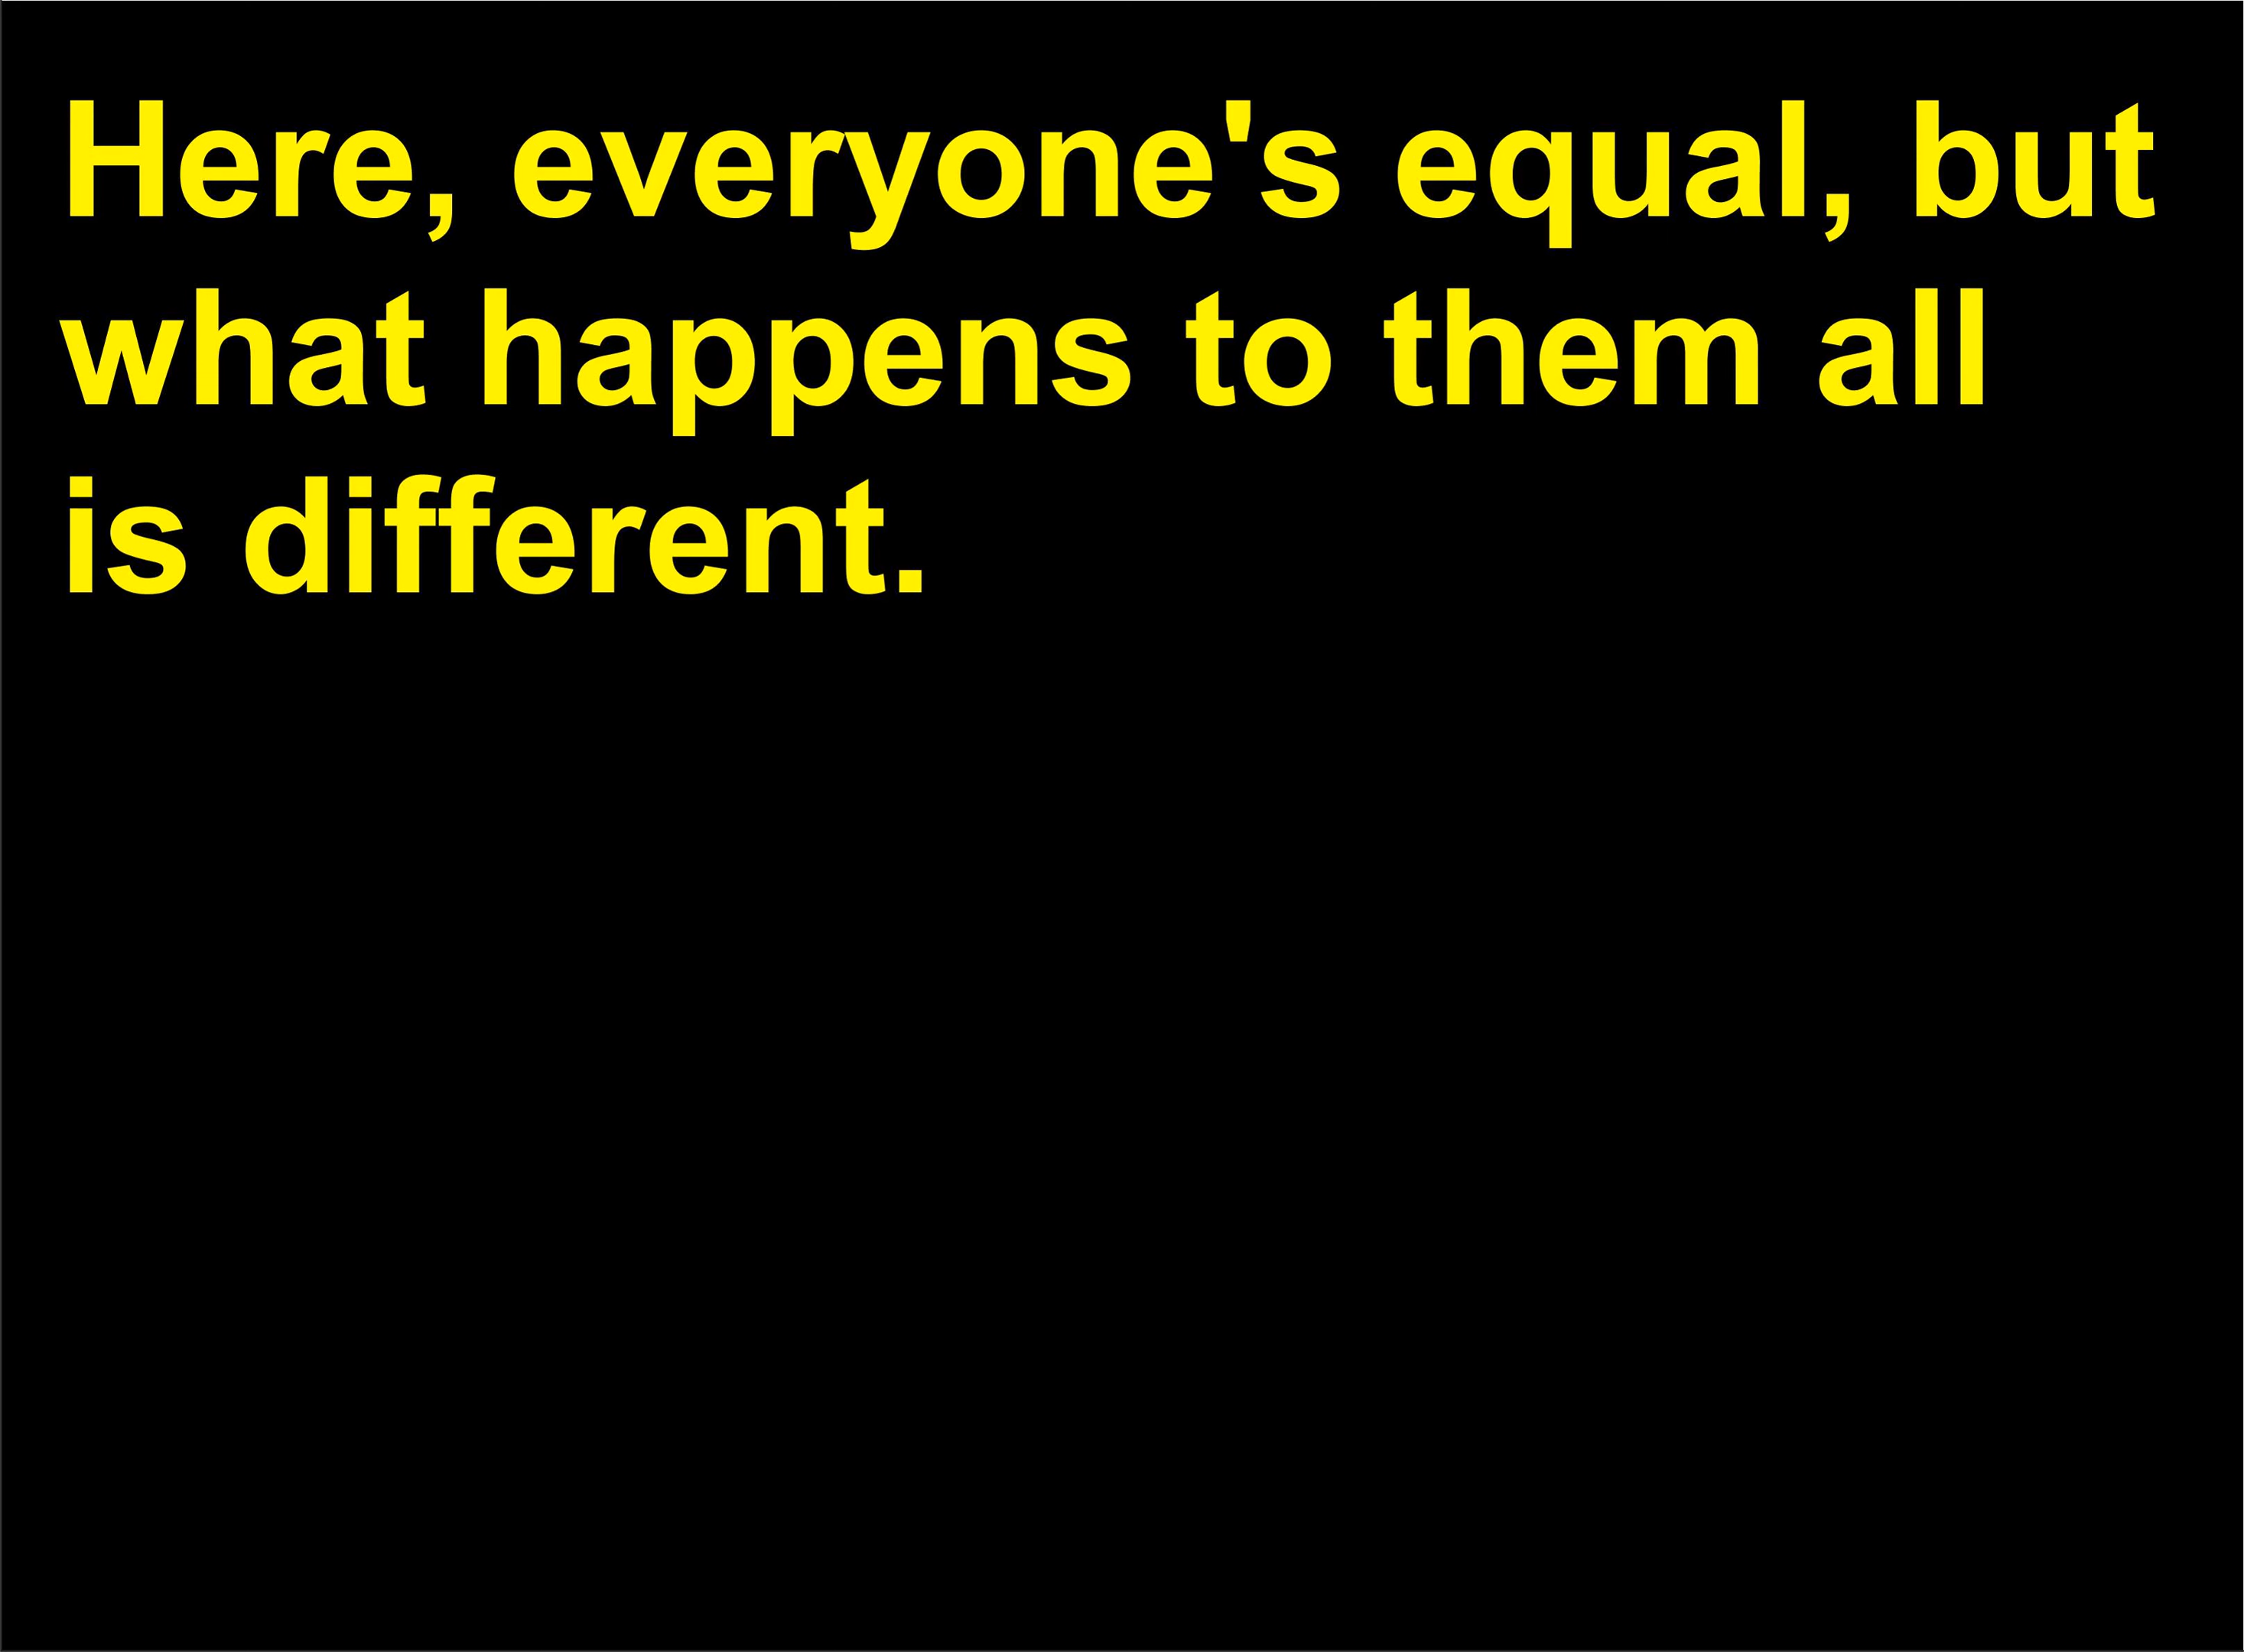 Here, everyone's equal, but
what happens to them all
is different.